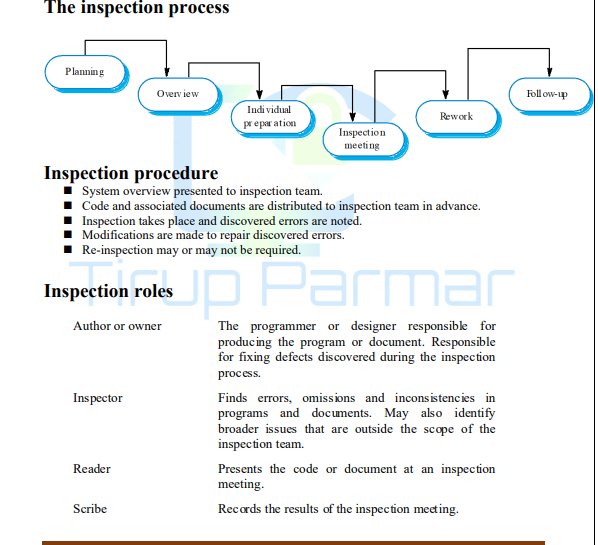 The inspection process
Planning
Overview
Individual
preparation
Inspection
meeting
Rework
Follow-up
Inspection procedure
■ System overview presented to inspection team.
■ Code and associated documents are distributed to inspection team in advance.
■ Inspection takes place and discovered errors are noted.
■ Modifications are made to repair discovered errors.
■ Re-inspection may or may not be required.
Tirup Parmar
Inspection roles
Author or owner The programmer or designer responsible for
producing the program or document. Responsible
for fixing defects discovered during the inspection
process.
Inspector Finds errors, omissions and inconsistencies in
programs and documents. May also identify
broader issues that are outside the scope of the
inspection team.
Reader Presents the code or document at an inspection
meeting.
Scribe Records the results of the inspection meeting.